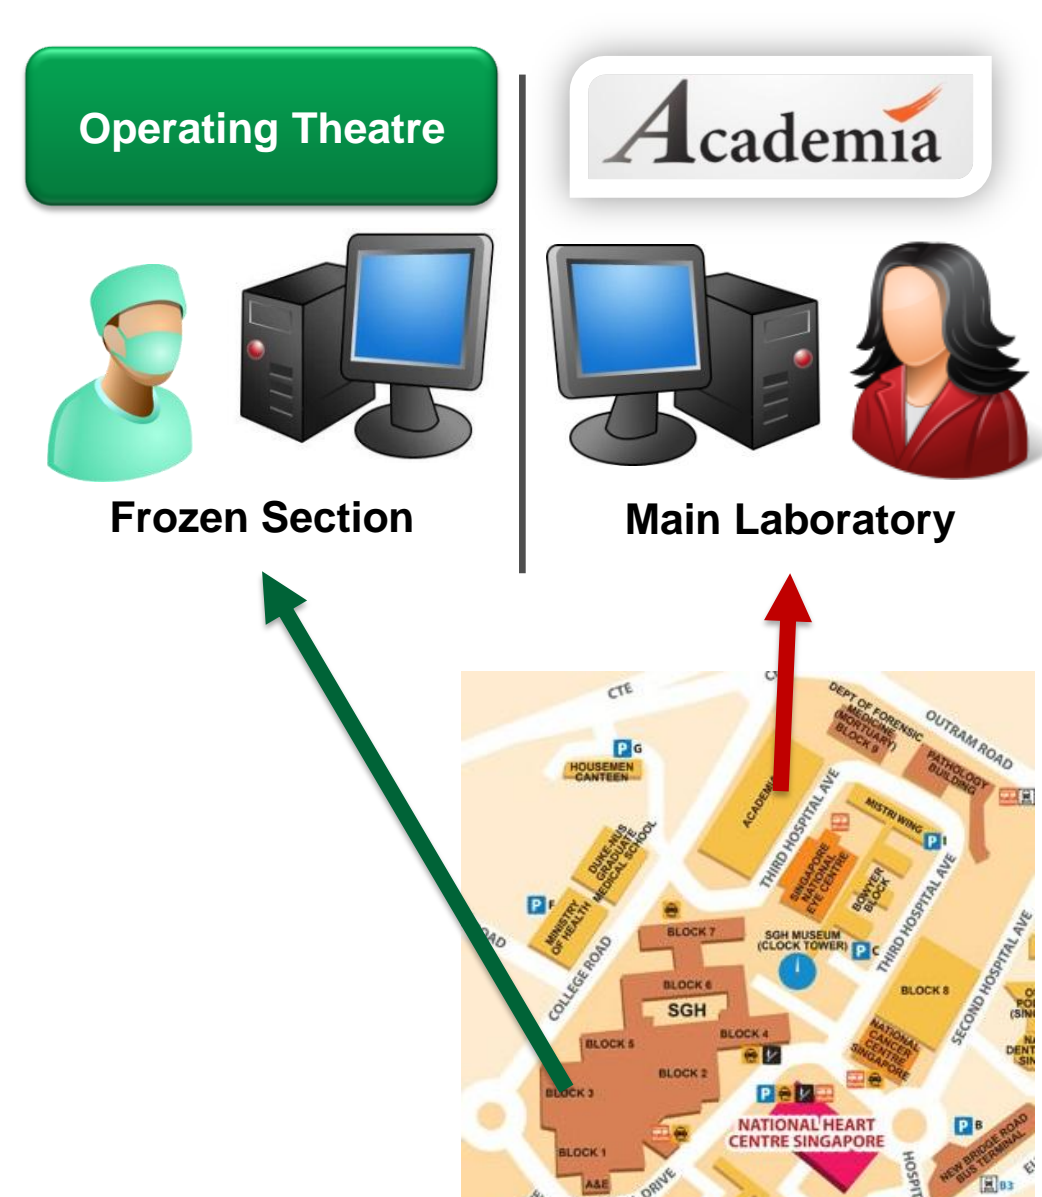 Operating Theatre
Academia
Frozen Section
Main Laboratory
CTE
DEPT OF FORENSIC
MEDICINE
(MORTUARY)
BLOCK 9
OUTRAM ROAD
PATHOLOGY
BUILDING
P G
HOUSEMEN
CANTEEN
ACADEMIA
THIRD HOSPITAL AVE
MISTRI WING
P I
DUKE-NUS
GRADUATE
MEDICAL SCHOOL
SINGAPORE
NATIONAL
EYE CENTRE
BOWYER
BLOCK
P F
MINISTRY
OF HEALTH
COLLEGE ROAD
BLOCK 7
SGH MUSEUM
(CLOCK TOWER)
P C
THIRD HOSPITAL AVE
SECOND HOSPITAL AVE
BLOCK 6
SGH
BLOCK 8
BLOCK 5
BLOCK 4
NATIONAL
CANCER
CENTRE
SINGAPORE
BLOCK 2
BLOCK 3
P
NATIONAL HEART
CENTRE SINGAPORE
P B
NEW BRIDGE ROAD
BUS TERMINAL
BLOCK 1
A&E
DRIVE
B3